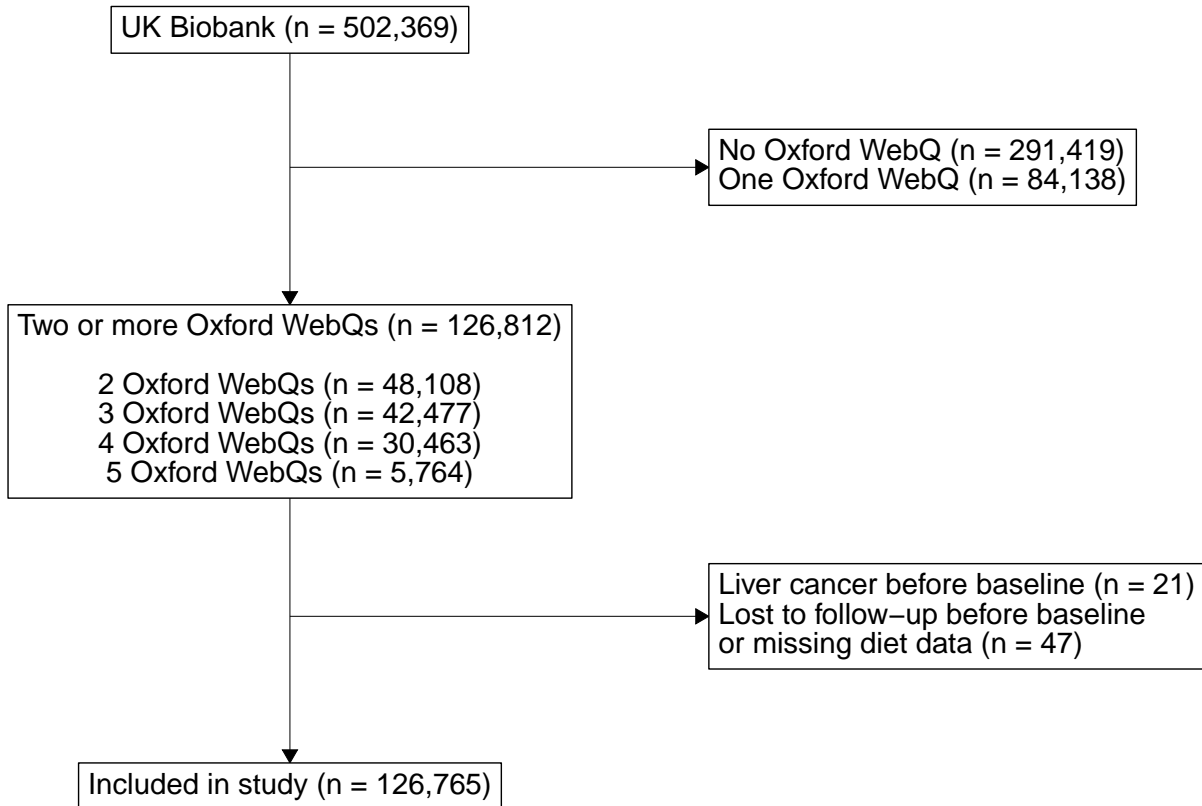 UK Biobank (n = 502,369)
No Oxford WebQ (n = 291,419)
One Oxford WebQ (n = 84,138)
Two or more Oxford WebQs (n = 126,812)
2 Oxford WebQs (n = 48,108)
3 Oxford WebQs (n = 42,477)
4 Oxford WebQs (n = 30,463)
5 Oxford WebQs (n = 5,764)
Liver cancer before baseline (n = 21)
Lost to follow−up before baseline
or missing diet data (n = 47)
Included in study (n = 126,765)